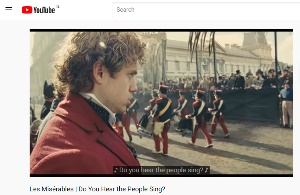 YouTube
Search
♪ Do you hear the people sing? ♪
Les Misérables | Do You Hear the People Sing?